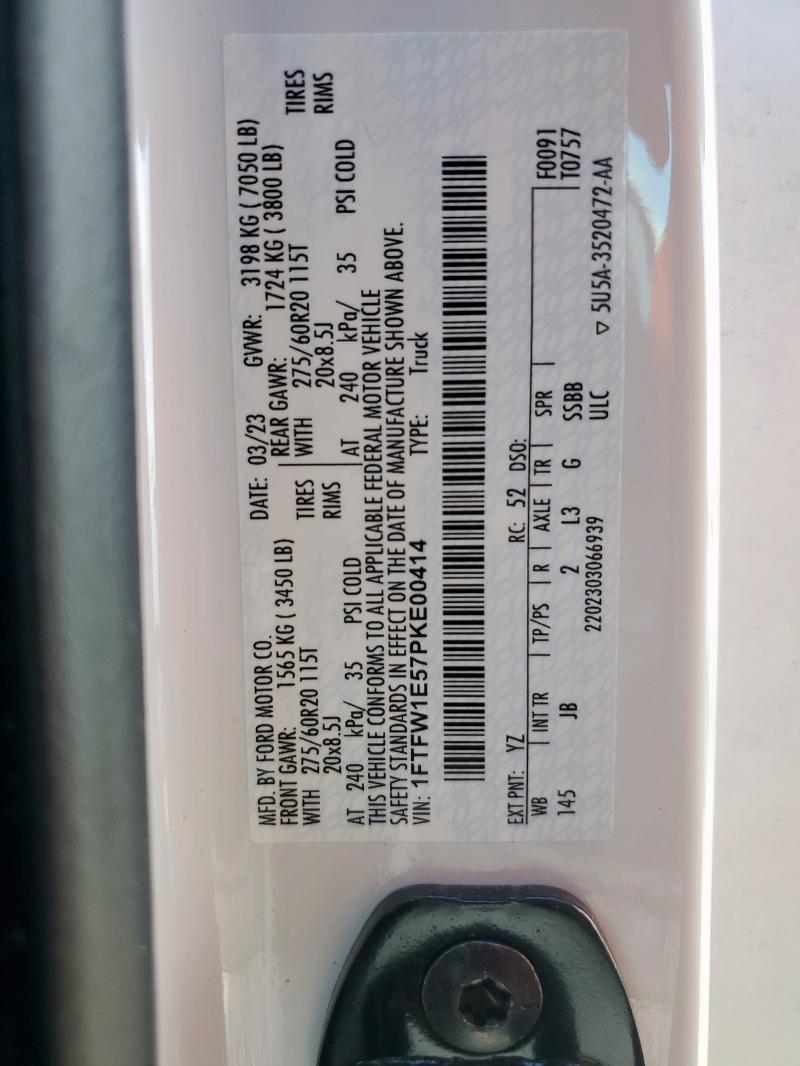 MFD. BY FORD MOTOR CO. DATE: 03/23 GVWR: 3198 KG ( 7050 LB)
FRONT GAWR: 1565 KG ( 3450 LB) REAR GAWR: 1724 KG ( 3800 LB)
WITH 275/60R20 115T TIRES WITH 275/60R20 115T TIRES
20x8.5J RIMS 20x8.5J RIMS
AT 240 kPa/ 35 PSI COLD AT 240 kPa/ 35 PSI COLD
THIS VEHICLE CONFORMS TO ALL APPLICABLE FEDERAL MOTOR VEHICLE
SAFETY STANDARDS IN EFFECT ON THE DATE OF MANUFACTURE SHOWN ABOVE.
VIN: 1FTFW1E57PKE00414 TYPE: Truck
EXT PNT: YZ RC: 52 DSO:
WB INT TR TP/PS R AXLE TR SPR F0091
145 JB 2 L3 G SSBB T0757
2202303066939 ULC ▽ 5U5A-3520472-AA